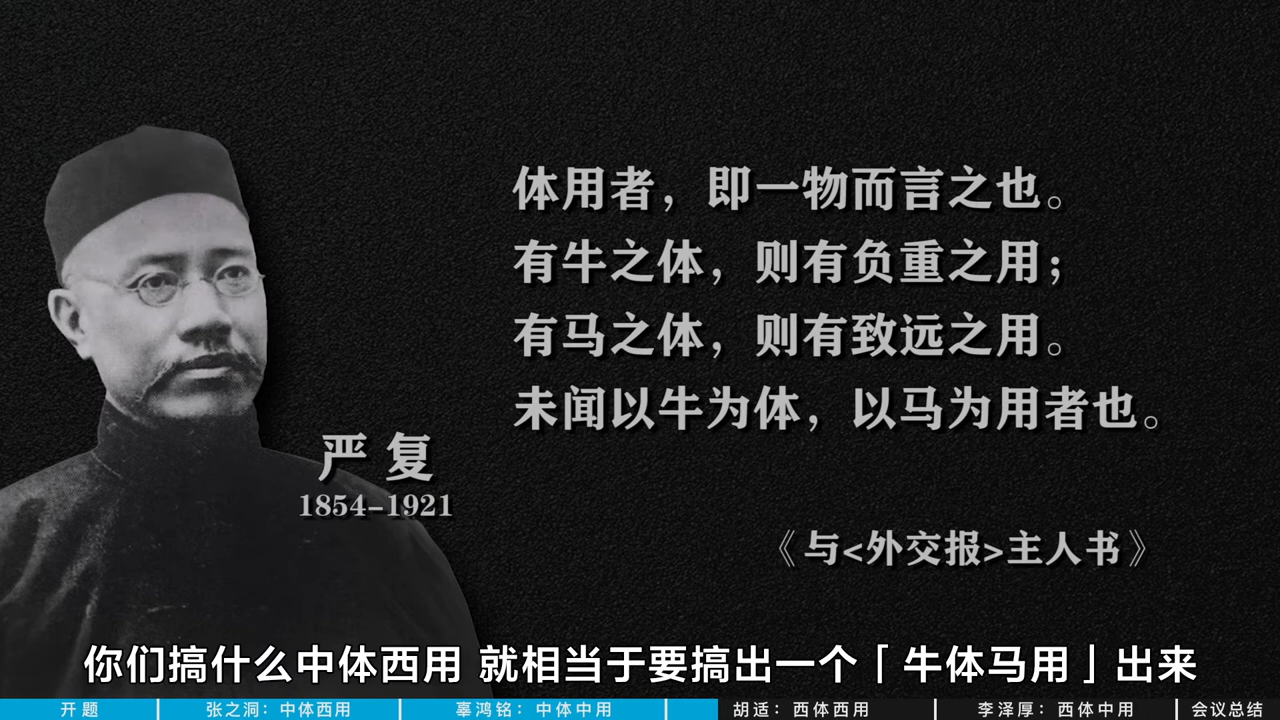 体用者，即一物而言之也。
有牛之体，则有负重之用；
有马之体，则有致远之用。
未闻以牛为体，以马为用者也。
严复
1854-1921
《与<外交报>主人书》
你们搞什么中体西用 就相当于要搞出一个「牛体马用」出来
开题 张之洞：中体西用 辜鸿铭：中体中用 胡适：西体西用 李泽厚：西体中用 会议总结